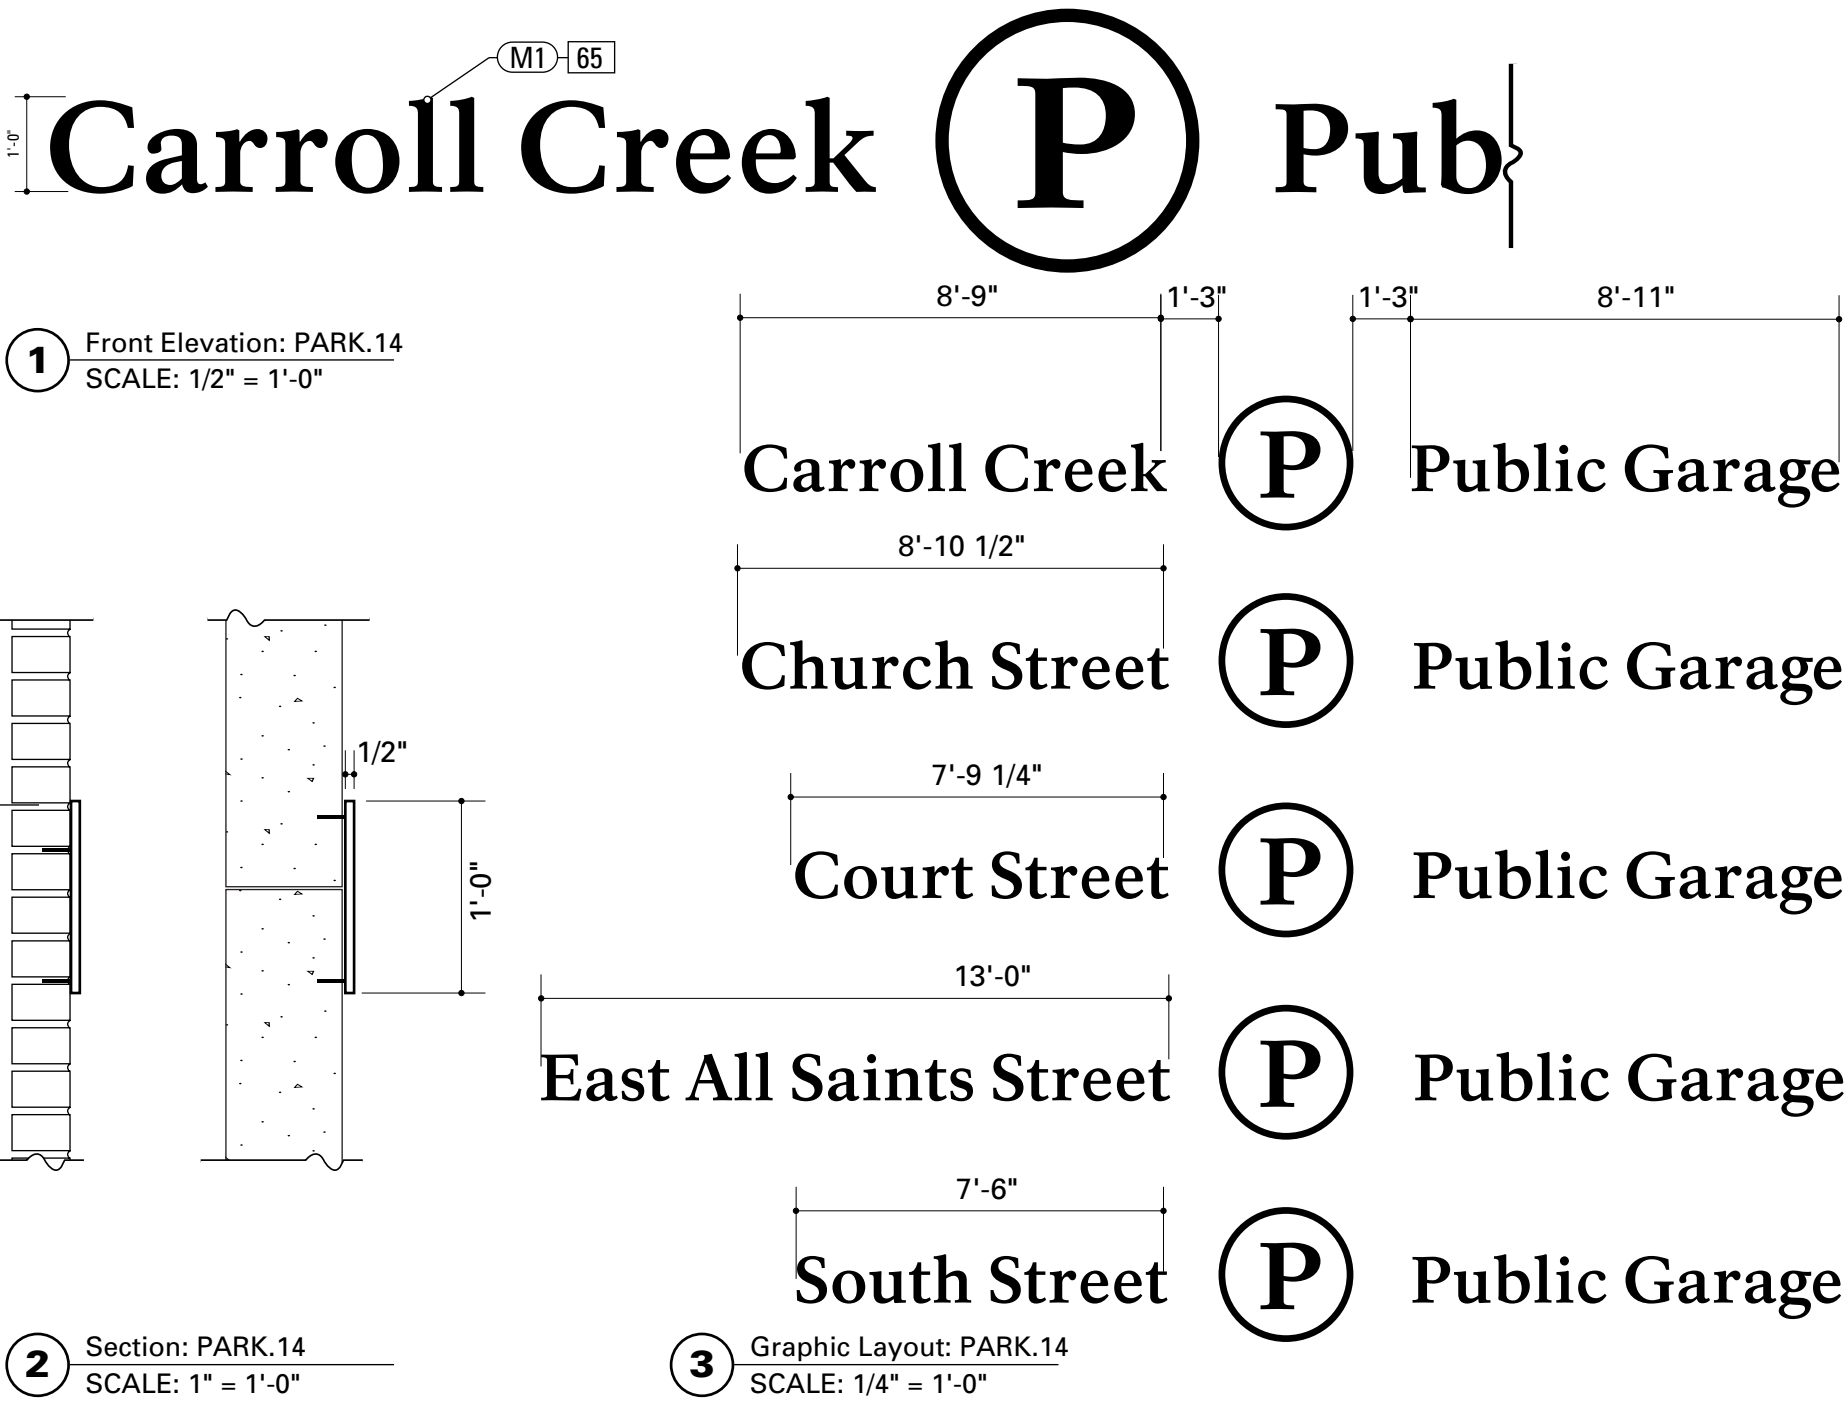 M1 65
1'-0"
Carroll Creek P Pub
8'-9" 1'-3" 1'-3" 8'-11"
1 Front Elevation: PARK.14
SCALE: 1/2" = 1'-0"
Carroll Creek P Public Garage
8'-10 1/2"
Church Street P Public Garage
1/2"
7'-9 1/4"
Court Street P Public Garage
1'-0"
13'-0"
East All Saints Street P Public Garage
7'-6"
South Street P Public Garage
2 Section: PARK.14
SCALE: 1" = 1'-0"
3 Graphic Layout: PARK.14
SCALE: 1/4" = 1'-0"